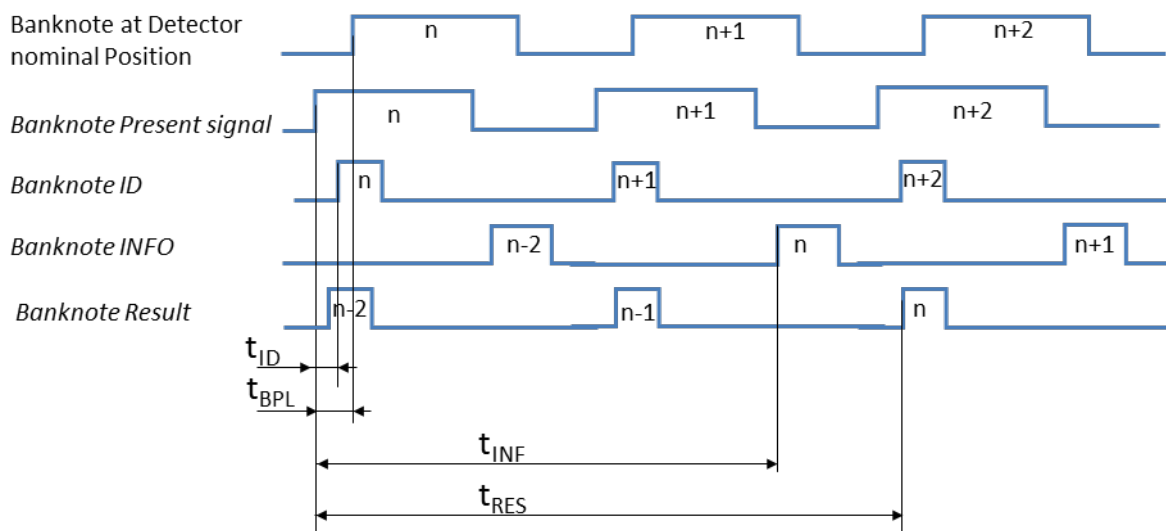 Banknote at Detector
nominal Position
n
n+1
n+2
Banknote Present signal
n
n+1
n+2
Banknote ID
n
n+1
n+2
Banknote INFO
n-2
n
n+1
Banknote Result
n-2
n-1
n
tID
tBPL
tINF
tRES